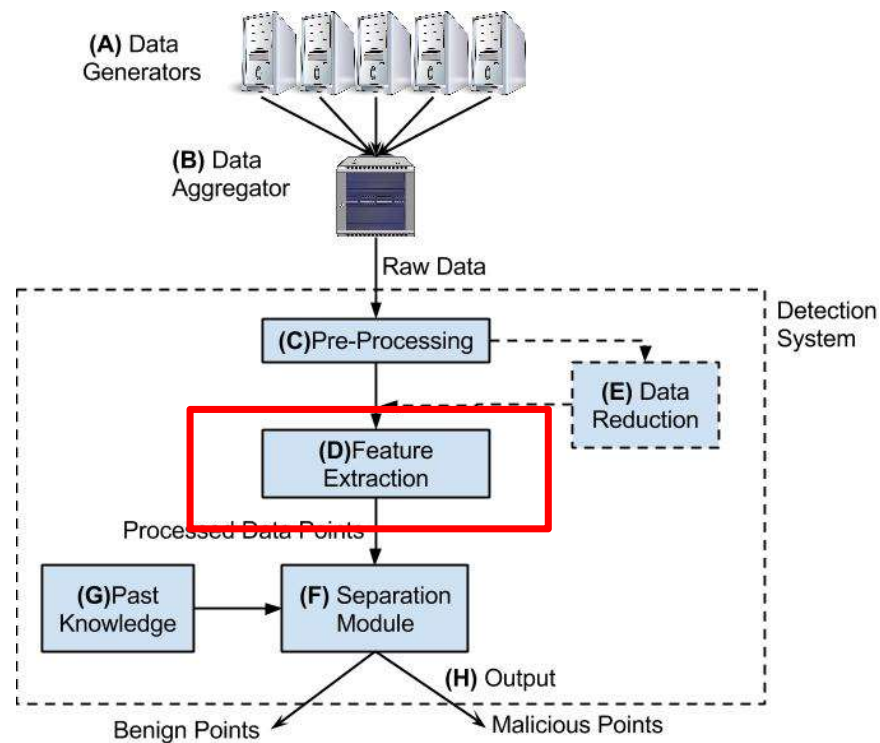 (A) Data
Generators
(B) Data
Aggregator
Raw Data
Detection
System
(C)Pre-Processing
(E) Data
Reduction
(D)Feature
Extraction
Processed Data Points
(G)Past
Knowledge
(F) Separation
Module
(H) Output
Benign Points
Malicious Points